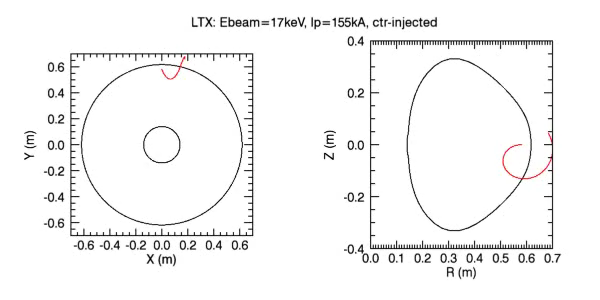 LTX: Ebeam=17keV, Ip=155kA, ctr-injected
0.6
0.4
0.2
0.0
-0.2
-0.4
-0.6
Y (m)
-0.6 -0.4 -0.2 0.0 0.2 0.4 0.6
X (m)
0.4
0.2
0.0
-0.2
-0.4
Z (m)
0.0 0.1 0.2 0.3 0.4 0.5 0.6 0.7
R (m)